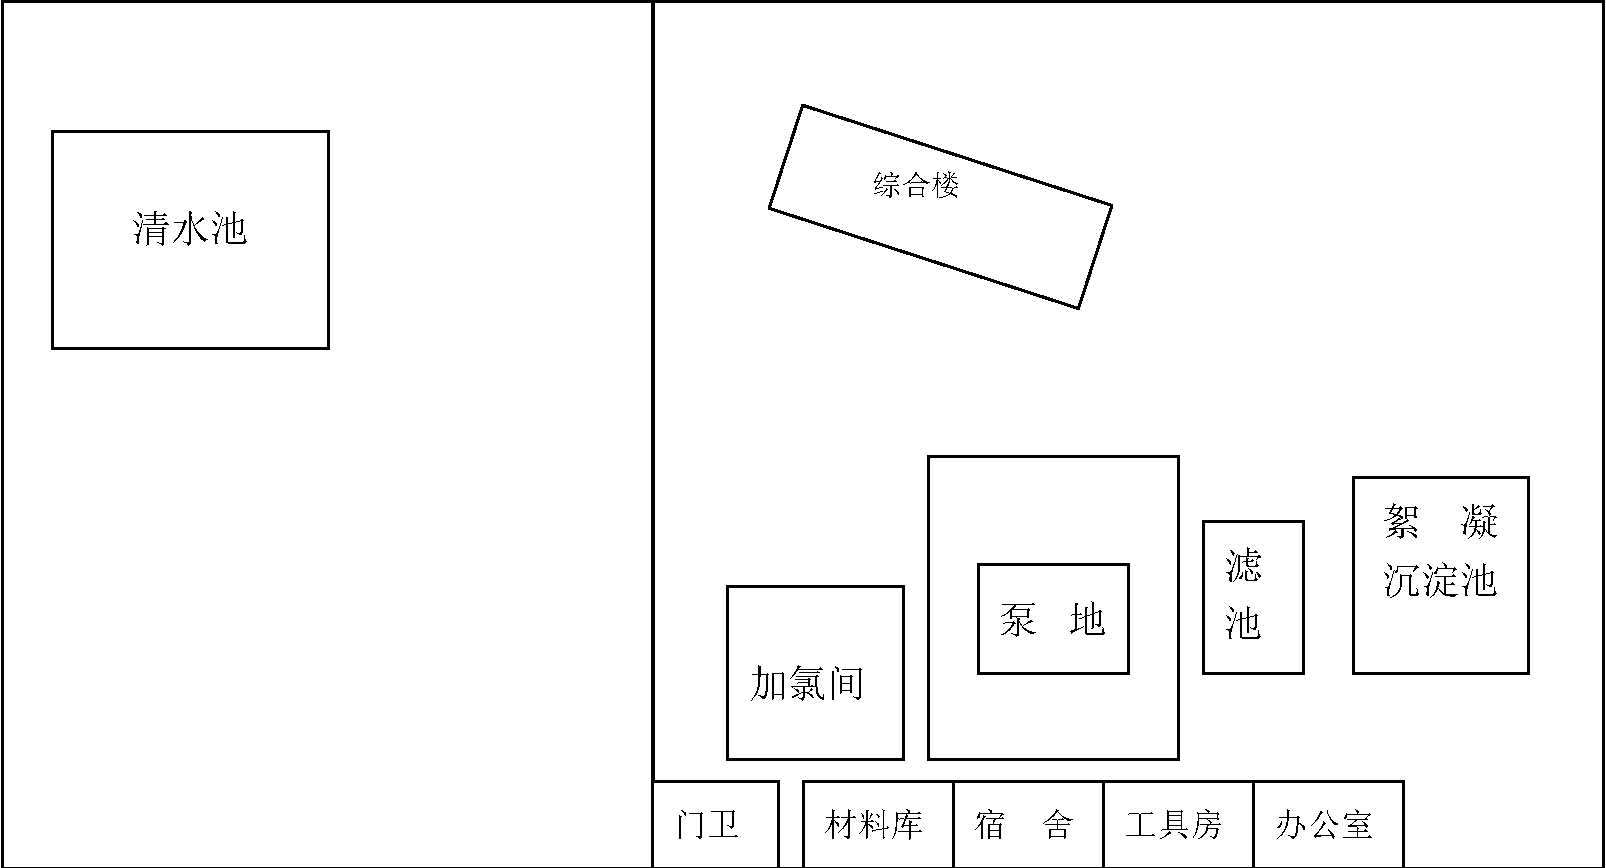 综合楼
清水池
絮 凝
沉淀池
滤
池
泵 地
加氯间
门卫
材料库
宿 舍
工具房
办公室